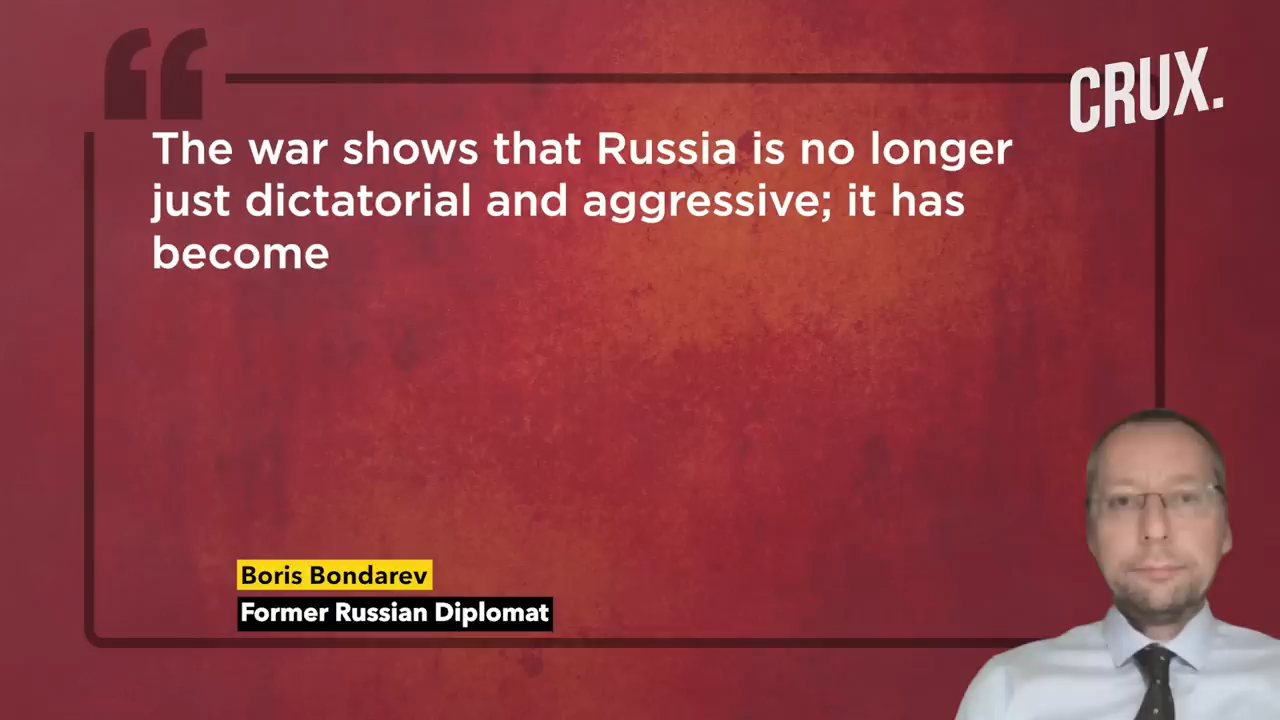 CRUX.
The war shows that Russia is no longer
just dictatorial and aggressive; it has
become
Boris Bondarev
Former Russian Diplomat